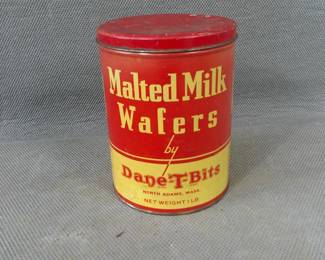 Malted Milk
Wafers
by
Dane-T-Bits
NORTH ADAMS, MASS.
NET WEIGHT 1 LB.